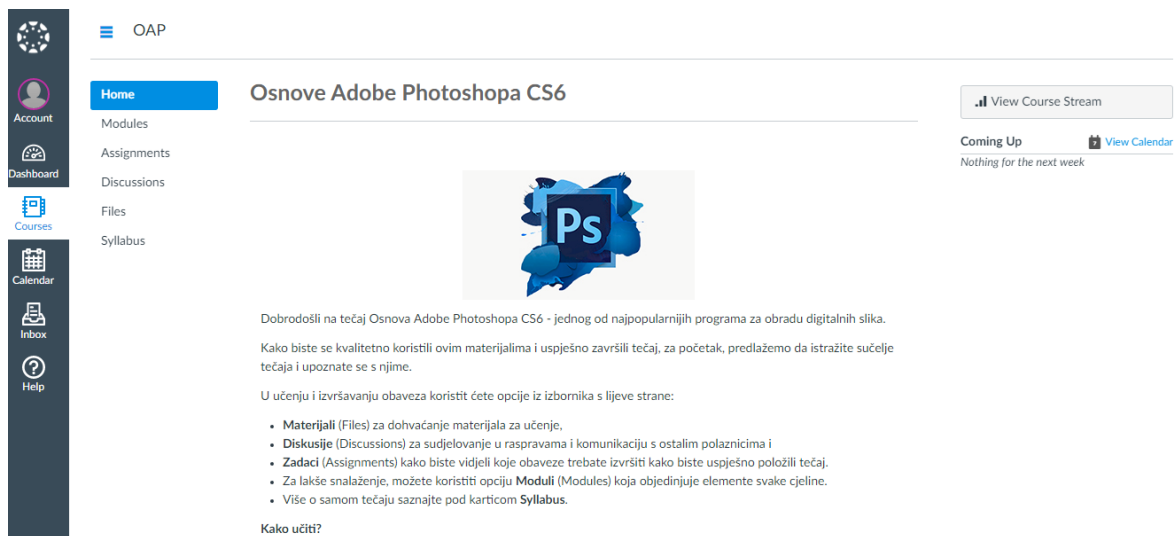 OAP
Account
Dashboard
Courses
Calendar
Inbox
Help
Home
Modules
Assignments
Discussions
Files
Syllabus
Osnove Adobe Photoshopa CS6
Ps
Dobrodošli na tečaj Osnova Adobe Photoshopa CS6 - jednog od najpopularnijih programa za obradu digitalnih slika.
Kako biste se kvalitetno koristili ovim materijalima i uspješno završili tečaj, za početak, predlažemo da istražite sučelje
tečaja i upoznate se s njime.
U učenju i izvršavanju obaveza koristit ćete opcije iz izbornika s lijeve strane:
• Materijali (Files) za dohvaćanje materijala za učenje,
• Diskusije (Discussions) za sudjelovanje u raspravama i komunikaciju s ostalim polaznicima i
• Zadaci (Assignments) kako biste vidjeli koje obaveze trebate izvršiti kako biste uspješno položili tečaj.
• Za lakše snalaženje, možete koristiti opciju Moduli (Modules) koja objedinjuje elemente svake cjeline.
• Više o samom tečaju saznajte pod karticom Syllabus.
Kako učiti?
View Course Stream
Coming Up
7 View Calendar
Nothing for the next week